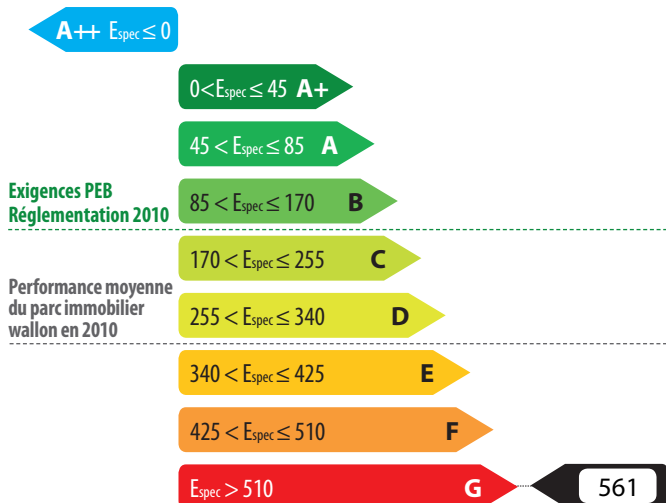 A++ Espec ≤ 0
0 < Espec ≤ 45 A+
45 < Espec ≤ 85 A
Exigences PEB
Réglementation 2010
85 < Espec ≤ 170 B
170 < Espec ≤ 255 C
Performance moyenne
du parc immobilier
wallon en 2010
255 < Espec ≤ 340 D
340 < Espec ≤ 425 E
425 < Espec ≤ 510 F
Espec > 510 G 561